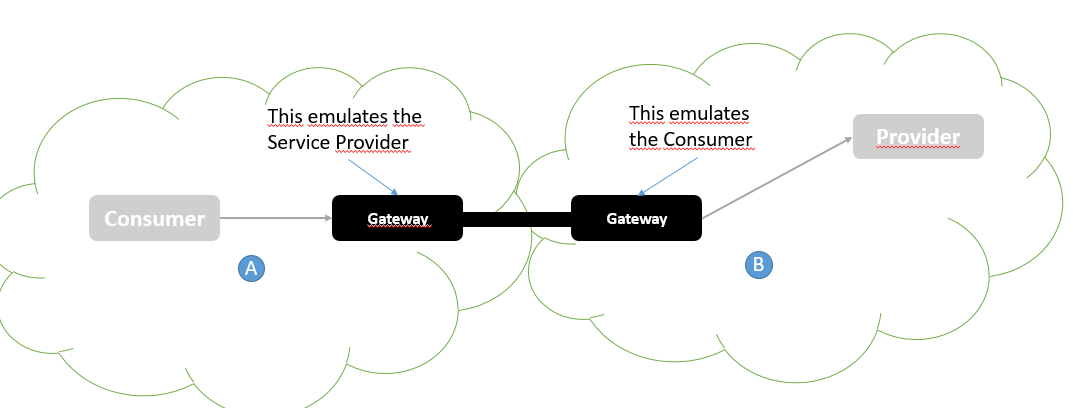 This emulates the
Service Provider
This emulates
the Consumer
Provider
Consumer
Gateway
Gateway
A
B